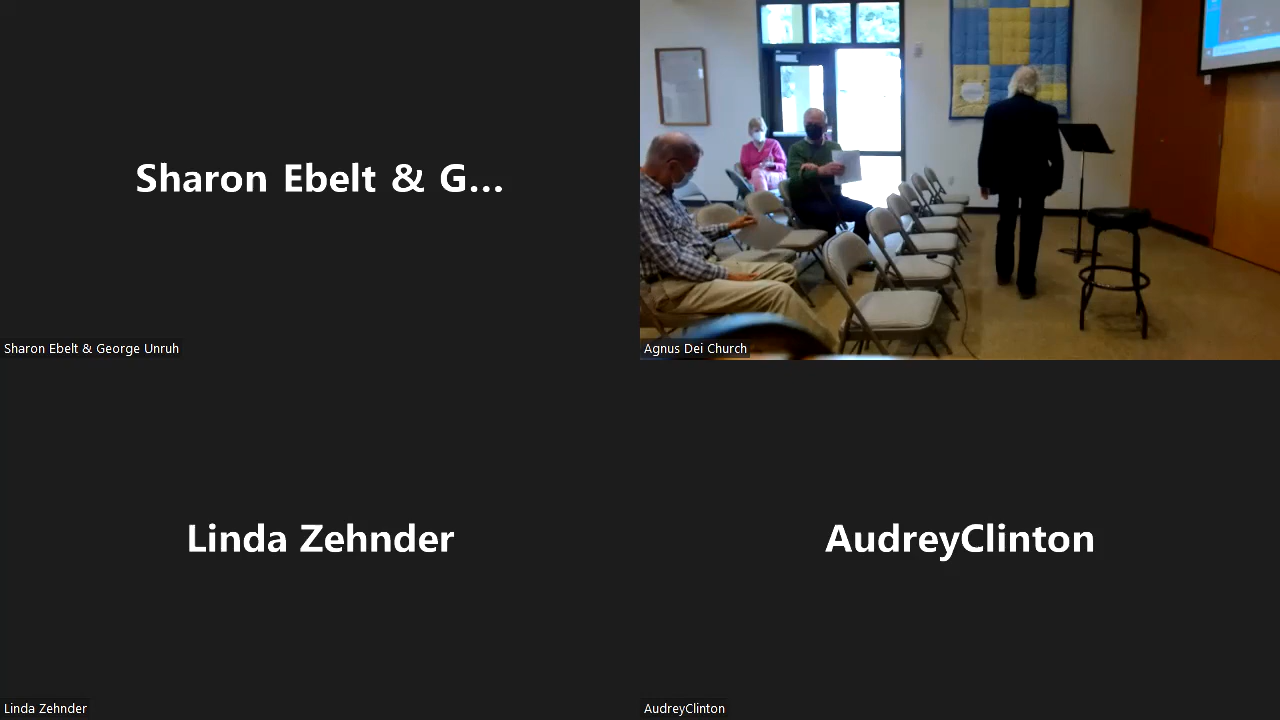 Sharon Ebelt & G...
Sharon Ebelt & George Unruh
Agnus Dei Church
Linda Zehnder
Linda Zehnder
AudreyClinton
AudreyClinton